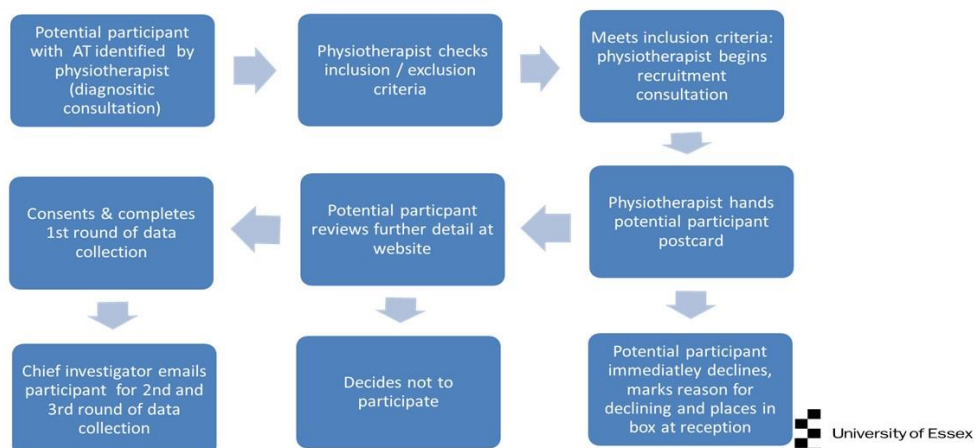 Potential participant
with AT identified by
physiotherapist
(diagnositic
consultation)
Physiotherapist checks
inclusion / exclusion
criteria
Meets inclusion criteria:
physiotherapist begins
recruitment
consultation
Physiotherapist hands
potential participant
postcard
Potential particpant
reviews further detail at
website
Consents & completes
1st round of data
collection
Chief investigator emails
participant for 2nd and
3rd round of data
collection
Decides not to
participate
Potential participant
immediatley declines,
marks reason for
declining and places in
box at reception
University of Essex